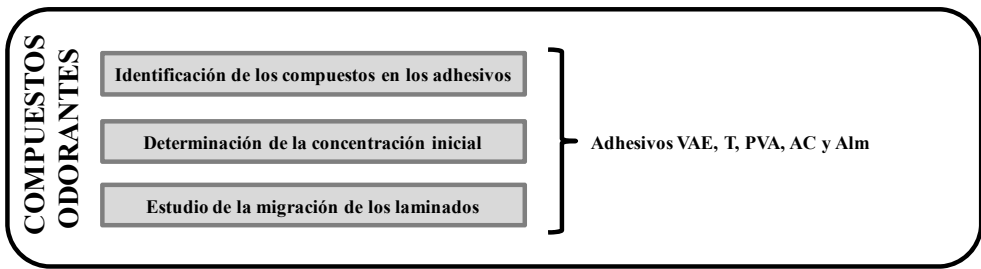 COMPUESTOS
ODORANTES
Identificación de los compuestos en los adhesivos
Determinación de la concentración inicial
Estudio de la migración de los laminados
Adhesivos VAE, T, PVA, AC y Alm